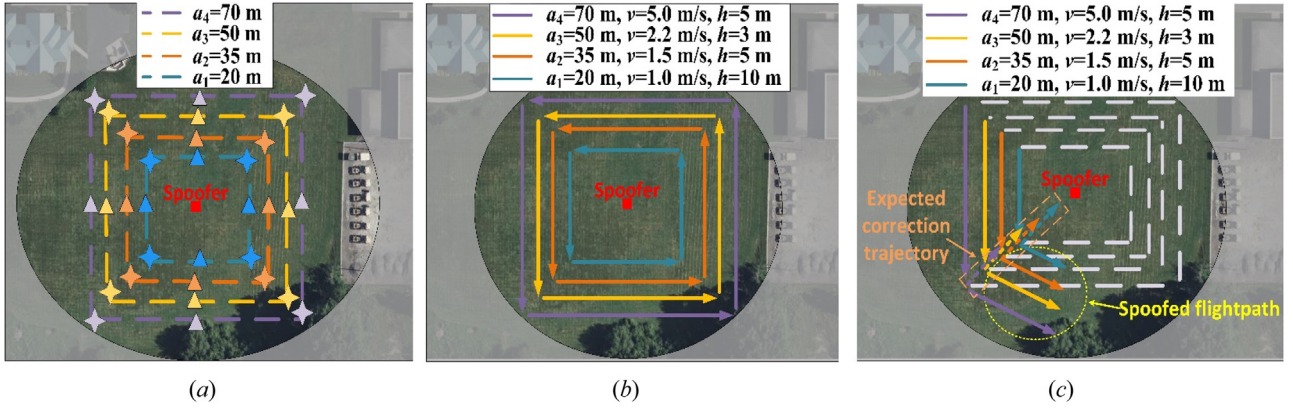 a₄=70 m
a₃=50 m
a₂=35 m
a₁=20 m
Spoofer
(a)
a₄=70 m, v=5.0 m/s, h=5 m
a₃=50 m, v=2.2 m/s, h=3 m
a₂=35 m, v=1.5 m/s, h=5 m
a₁=20 m, v=1.0 m/s, h=10 m
Spoofer
(b)
a₄=70 m, v=5.0 m/s, h=5 m
a₃=50 m, v=2.2 m/s, h=3 m
a₂=35 m, v=1.5 m/s, h=5 m
a₁=20 m, v=1.0 m/s, h=10 m
Spoofer
Expected
correction
trajectory
Spoofed flightpath
(c)